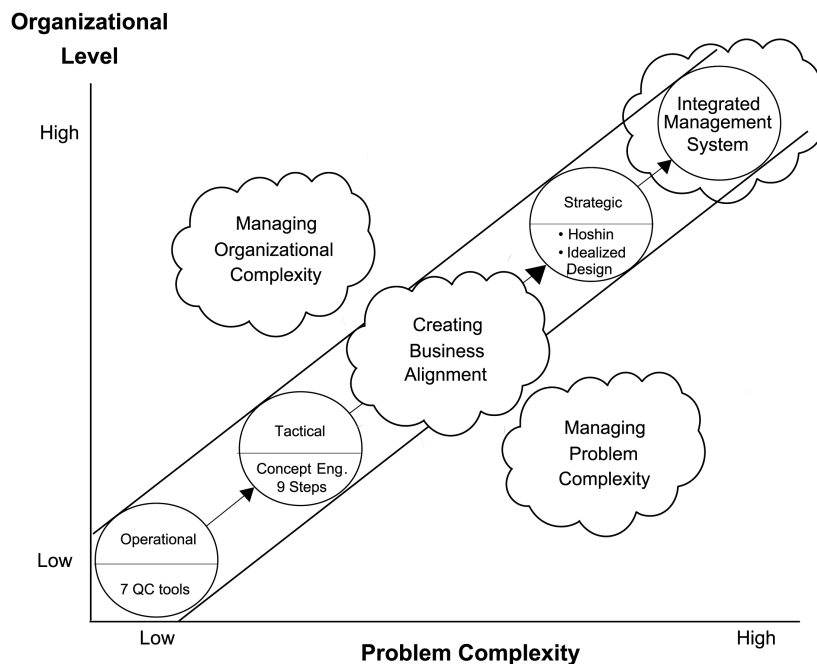 Organizational
Level
High
Integrated
Management
System
Strategic
• Hoshin
• Idealized
Design
Managing
Organizational
Complexity
Creating
Business
Alignment
Managing
Problem
Complexity
Tactical
Concept Eng.
9 Steps
Operational
7 QC tools
Low
Low
High
Problem Complexity